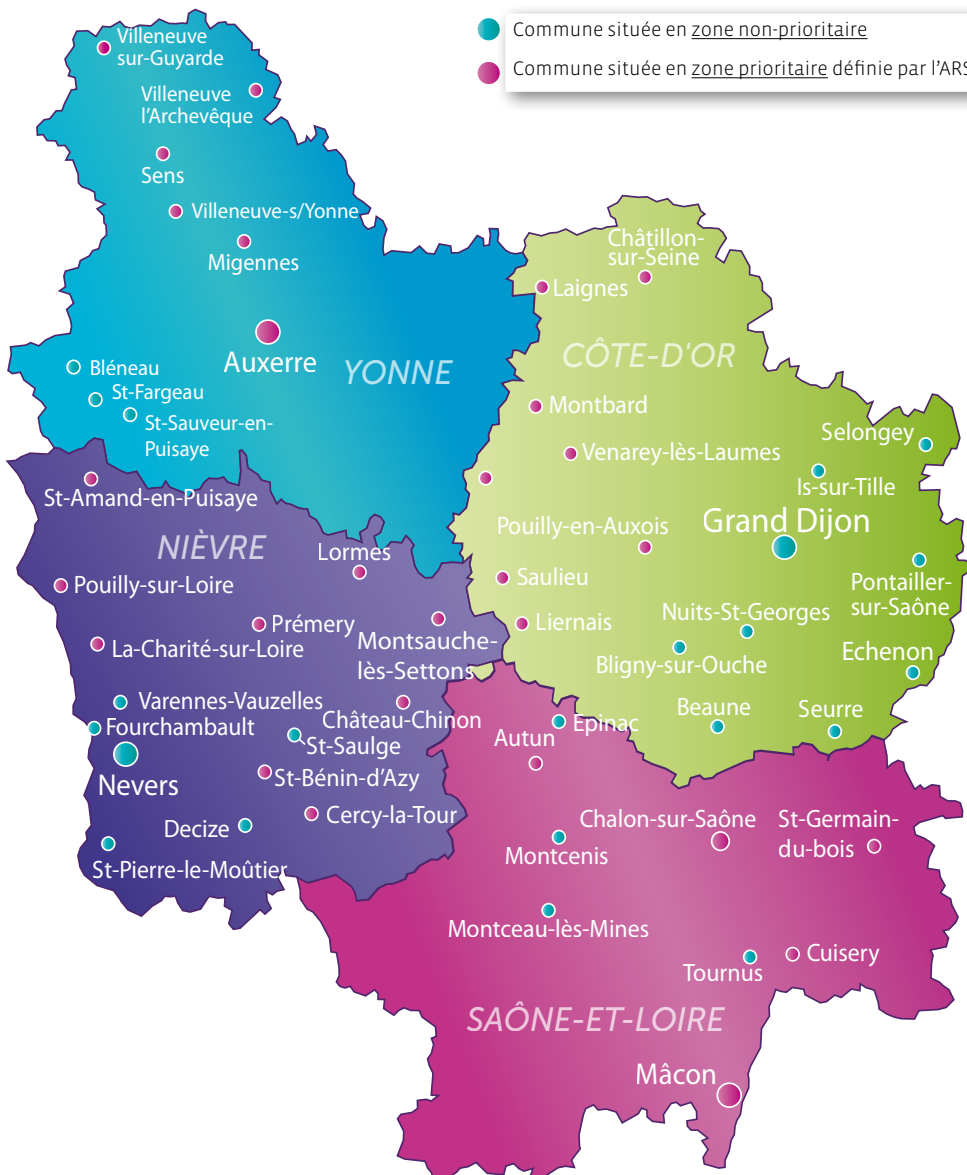 Commune située en zone non-prioritaire
Commune située en zone prioritaire définie par l'ARS
Villeneuve
sur-Guyarde
Villeneuve
l'Archevêque
Sens
Villeneuve-s/Yonne
Migennes
Auxerre
YONNE
Bléneau
St-Fargeau
St-Sauveur-en-
Puisaye
Châtillon-
sur-Seine
Laignes
CÔTE-D'OR
Montbard
Venarey-lès-Laumes
Selongey
Is-sur-Tille
Pouilly-en-Auxois
Grand Dijon
Saulieu
Pontailler-
sur-Saône
Liernais
Nuits-St-Georges
Bligny-sur-Ouche
Echenon
Beaune
Seurre
St-Amand-en-Puisaye
NIÈVRE
Lormes
Pouilly-sur-Loire
Prémery
La-Charité-sur-Loire
Montsauche-
lès-Settons
Varennes-Vauzelles
Fourchambault
Château-Chinon
St-Saulge
Nevers
St-Bénin-d'Azy
Cercy-la-Tour
Decize
St-Pierre-le-Moûtier
Epinac
Autun
Chalon-sur-Saône
St-Germain-
du-bois
Montcenis
Montceau-lès-Mines
Tournus
Cuisery
SAÔNE-ET-LOIRE
Mâcon